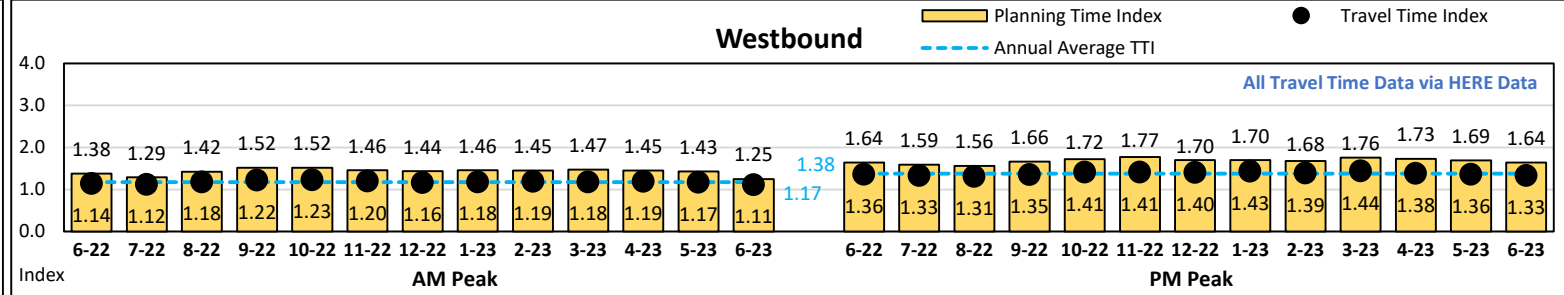 Westbound
Planning Time Index
Travel Time Index
Annual Average TTI
All Travel Time Data via HERE Data
4.0
3.0
2.0
1.0
0.0
Index
1.38 1.29 1.42 1.52 1.52 1.46 1.44 1.46 1.45 1.47 1.45 1.43 1.25
1.14 1.12 1.18 1.22 1.23 1.20 1.16 1.18 1.19 1.18 1.19 1.17 1.11
1.17
6-22 7-22 8-22 9-22 10-22 11-22 12-22 1-23 2-23 3-23 4-23 5-23 6-23
AM Peak
1.64 1.59 1.56 1.66 1.72 1.77 1.70 1.70 1.68 1.76 1.73 1.69 1.64
1.38
1.36 1.33 1.31 1.35 1.41 1.41 1.40 1.43 1.39 1.44 1.38 1.36 1.33
6-22 7-22 8-22 9-22 10-22 11-22 12-22 1-23 2-23 3-23 4-23 5-23 6-23
PM Peak